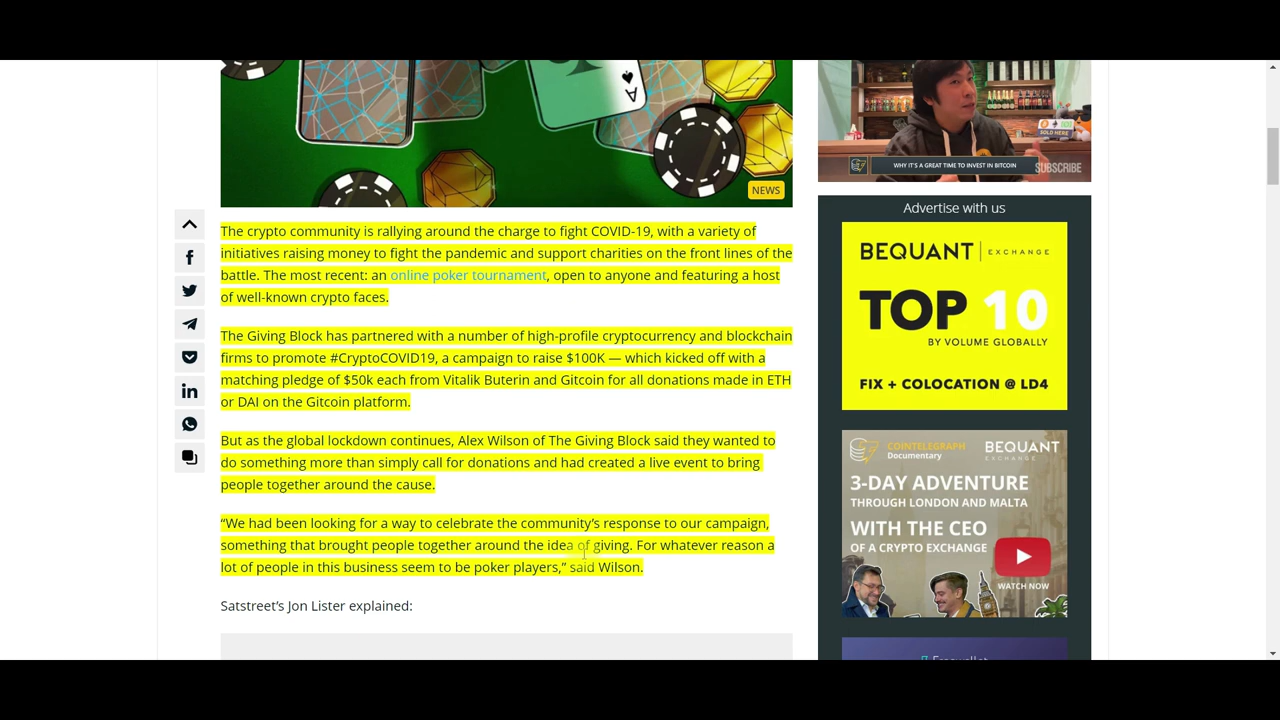 A
NEWS
The crypto community is rallying around the charge to fight COVID-19, with a variety of
initiatives raising money to fight the pandemic and support charities on the front lines of the
battle. The most recent: an online poker tournament, open to anyone and featuring a host
of well-known crypto faces.
The Giving Block has partnered with a number of high-profile cryptocurrency and blockchain
firms to promote #CryptoCOVID19, a campaign to raise $100K — which kicked off with a
matching pledge of $50k each from Vitalik Buterin and Gitcoin for all donations made in ETH
or DAI on the Gitcoin platform.
But as the global lockdown continues, Alex Wilson of The Giving Block said they wanted to
do something more than simply call for donations and had created a live event to bring
people together around the cause.
“We had been looking for a way to celebrate the community’s response to our campaign,
something that brought people together around the idea of giving. For whatever reason a
lot of people in this business seem to be poker players,” said Wilson.
Satstreet’s Jon Lister explained:
SOLD HERE
WHY IT'S A GREAT TIME TO INVEST IN BITCOIN
SUBSCRIBE
Advertise with us
BEQUANT | EXCHANGE
TOP 10
BY VOLUME GLOBALLY
FIX + COLOCATION @ LD4
COINTELEGRAPH
Documentary
BEQUANT
EXCHANGE
3-DAY ADVENTURE
THROUGH LONDON AND MALTA
WITH THE CEO
OF A CRYPTO EXCHANGE
WATCH NOW